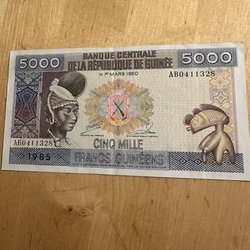 5000 BANQUE CENTRALE 5000
DE LA RÉPUBLIQUE DE GUINÉE
1er MARS 1960
AB0411328
AB0411328
CINQ MILLE
1985 FRANCS GUINÉENS